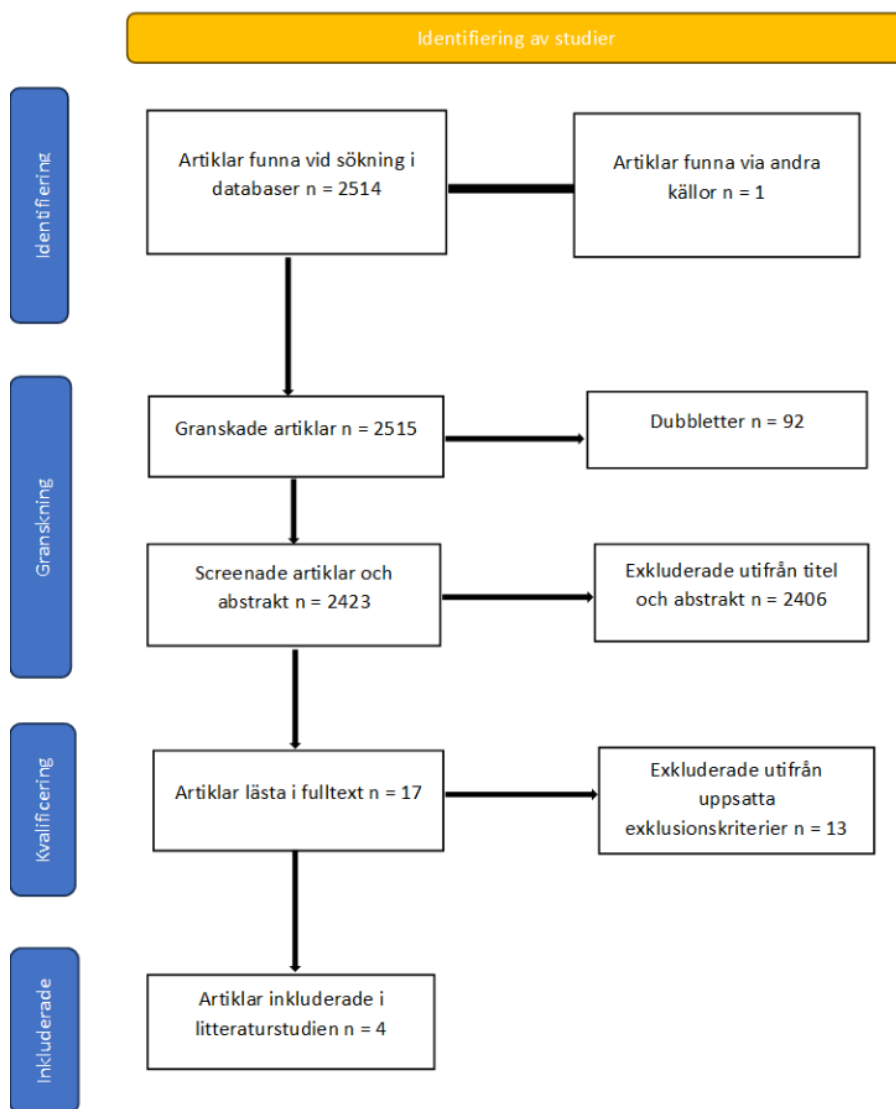 Identifiering av studier
Identifiering
Artiklar funna vid sökning i
databaser n = 2514
Artiklar funna via andra
källor n = 1
Granskning
Granskade artiklar n = 2515
Dubbletter n = 92
Screenade artiklar och
abstrakt n = 2423
Exkluderade utifrån titel
och abstrakt n = 2406
Kvalificering
Artiklar lästa i fulltext n = 17
Exkluderade utifrån
uppsatta
exklusionskriterier n = 13
Inkluderade
Artiklar inkluderade i
litteraturstudien n = 4